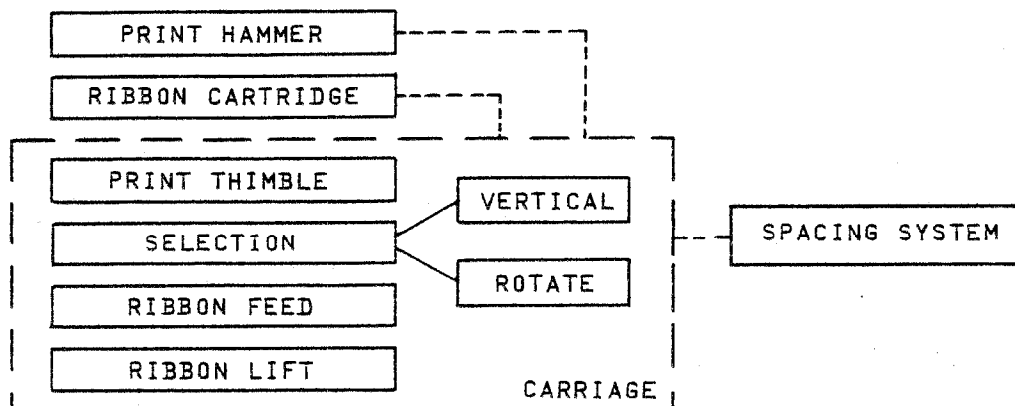 PRINT HAMMER
RIBBON CARTRIDGE
PRINT THIMBLE
VERTICAL
SELECTION
SPACING SYSTEM
ROTATE
RIBBON FEED
RIBBON LIFT
CARRIAGE